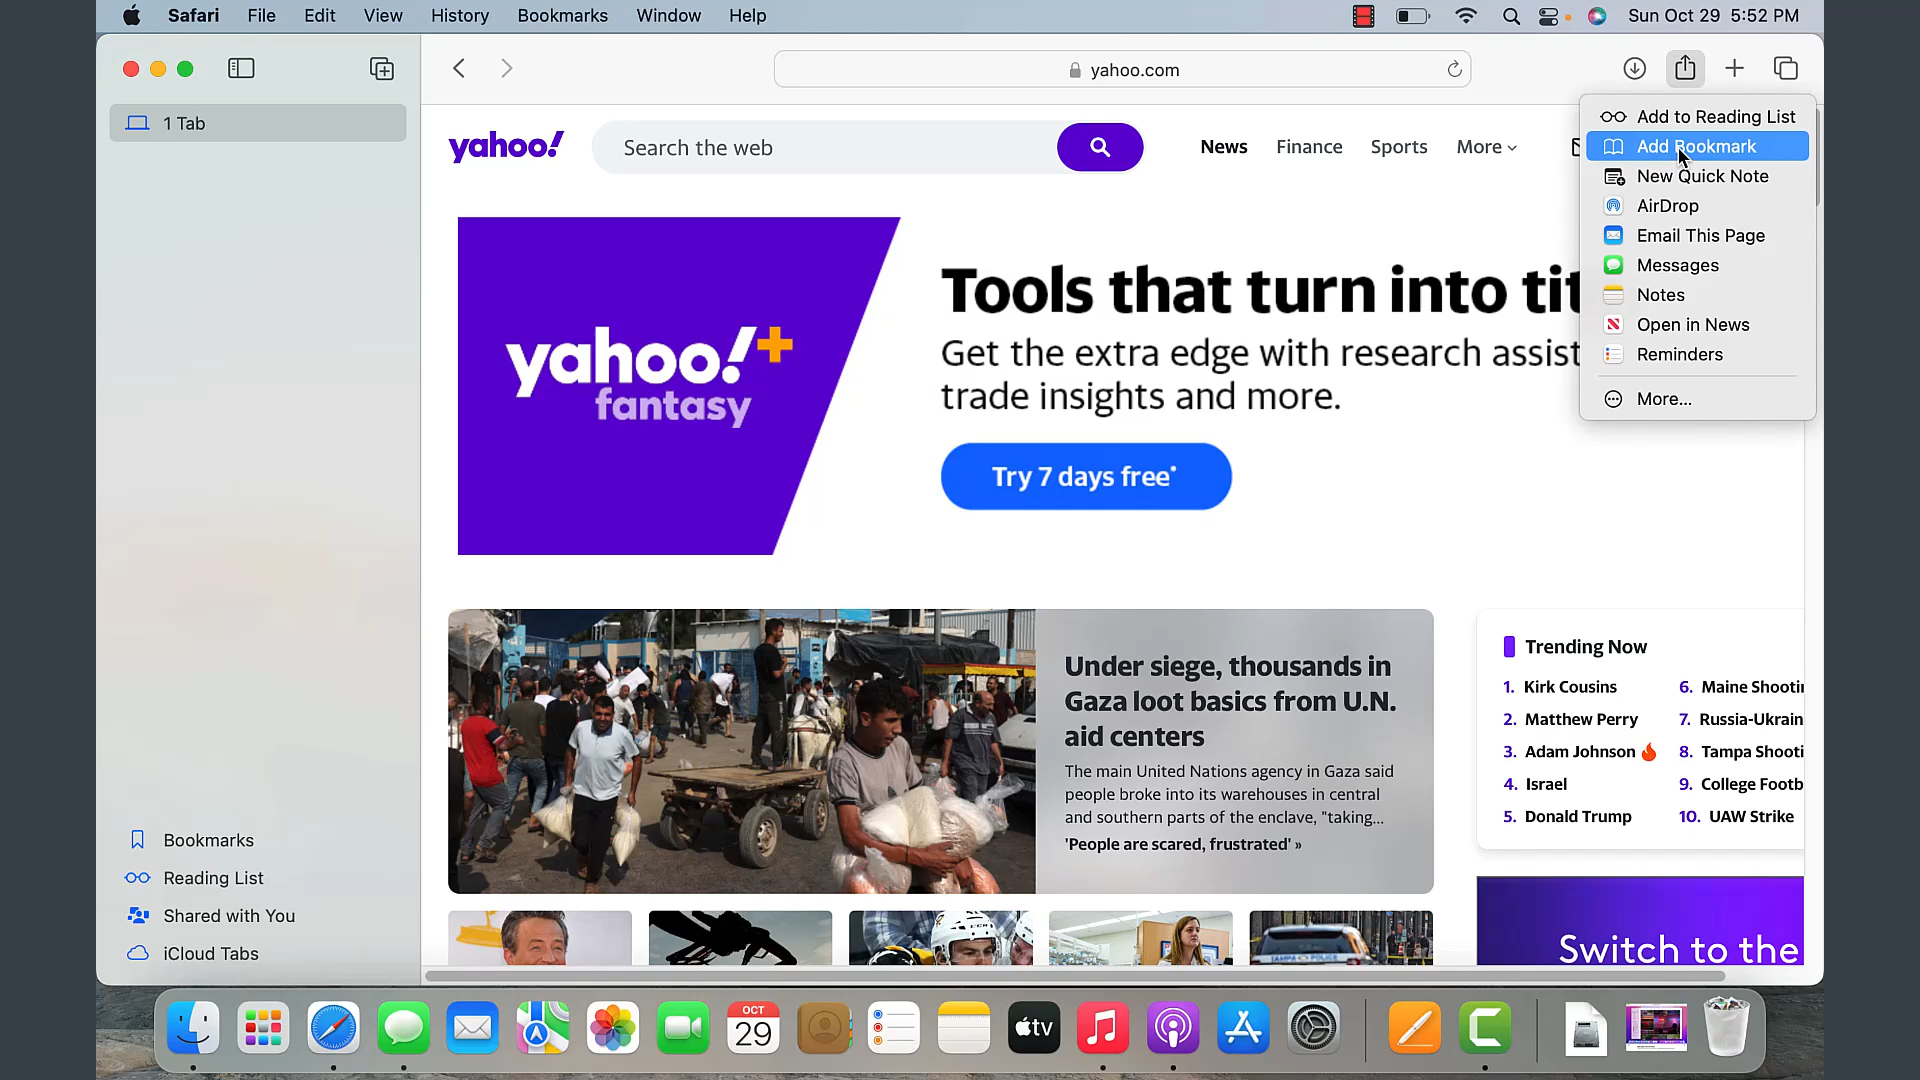 Safari File Edit View History Bookmarks Window Help Sun Oct 29 5:52 PM
yahoo.com
1 Tab
Add to Reading List
Add Bookmark
New Quick Note
AirDrop
Email This Page
Messages
Notes
Open in News
Reminders
More...
yahoo! Search the web News Finance Sports More
yahoo!+
fantasy
Tools that turn into tit
Get the extra edge with research assist
trade insights and more.
Try 7 days free*
Under siege, thousands in
Gaza loot basics from U.N.
aid centers
The main United Nations agency in Gaza said
people broke into its warehouses in central
and southern parts of the enclave, "taking...
'People are scared, frustrated' »
Trending Now
1. Kirk Cousins 6. Maine Shootin
2. Matthew Perry 7. Russia-Ukrain
3. Adam Johnson 8. Tampa Shooti
4. Israel 9. College Footb
5. Donald Trump 10. UAW Strike
Switch to the
Bookmarks
Reading List
Shared with You
iCloud Tabs
OCT
29
tv